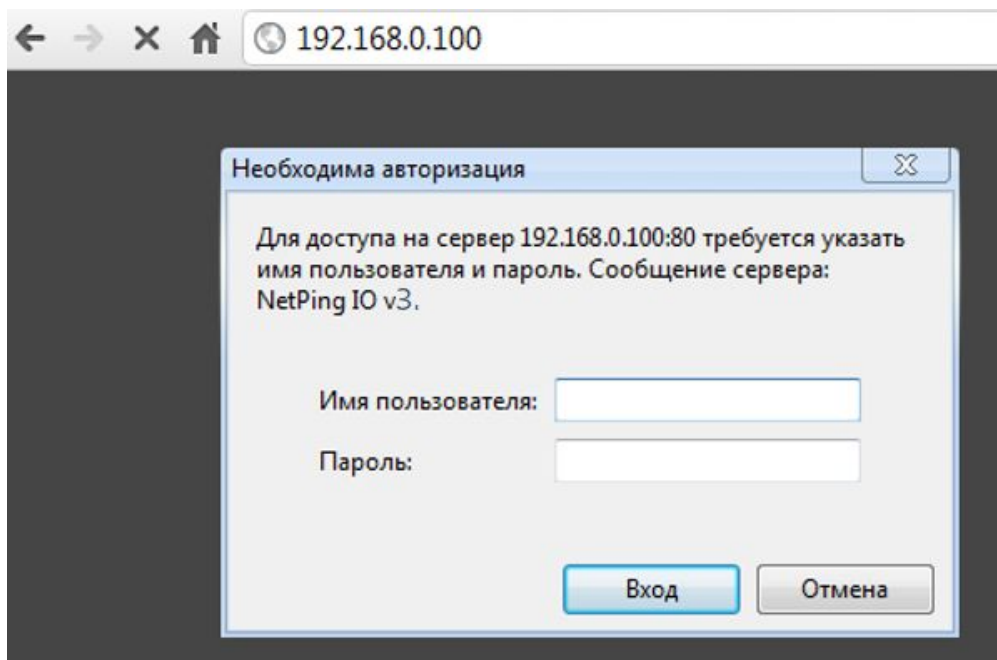 192.168.0.100
Необходима авторизация
Для доступа на сервер 192.168.0.100:80 требуется указать
имя пользователя и пароль. Сообщение сервера:
NetPing IO v3.
Имя пользователя:
Пароль:
Вход
Отмена